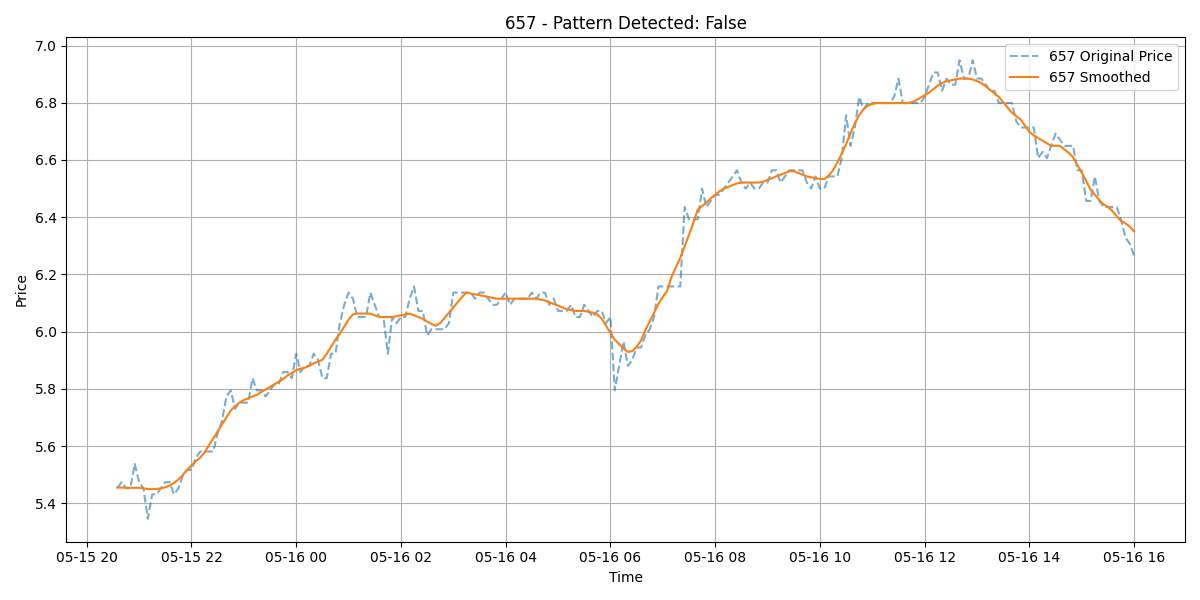 657 - Pattern Detected: False
657 Original Price
657 Smoothed
Price
7.0
6.8
6.6
6.4
6.2
6.0
5.8
5.6
5.4
05-15 20 05-15 22 05-16 00 05-16 02 05-16 04 05-16 06 05-16 08 05-16 10 05-16 12 05-16 14 05-16 16
Time